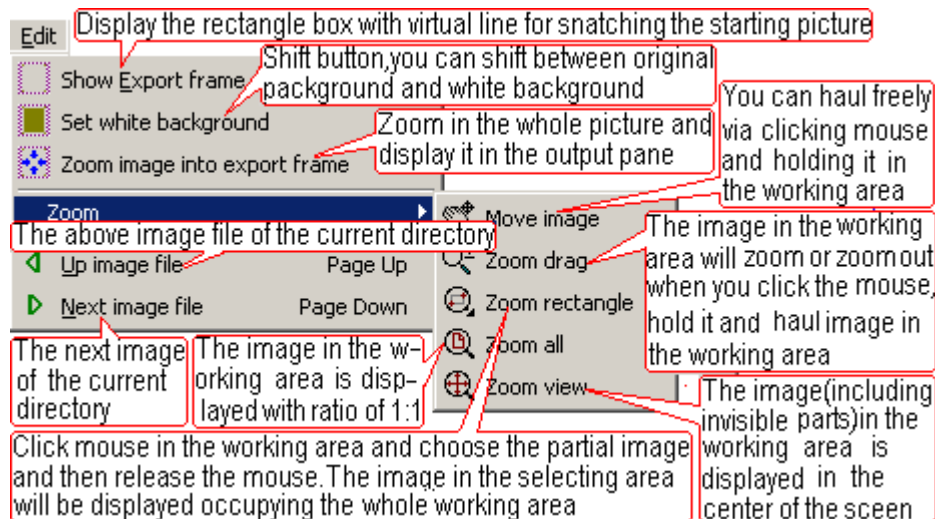 Edit
Display the rectangle box with virtual line for snatching the starting picture
Show Export frame
Shift button,you can shift between original
packground and white background
Set white background
Zoom in the whole picture and
display it in the output pane
Zoom image into export frame
You can haul freely
via clicking mouse
and holding it in
the working area
Zoom
The above image file of the current directory
Up image file Page Up
Next image file Page Down
Move image
Zoom drag
Zoom rectangle
Zoom all
Zoom view
The image in the working
area will zoom or zoomout
when you click the mouse,
hold it and haul image in
the working area
The next image
of the current
directory
The image in the w-
orking area is disp-
layed with ratio of 1:1
The image(including
invisible parts)in the
working area is
displayed in the
center of the sceen
Click mouse in the working area and choose the partial image
and then release the mouse.The image in the selecting area
will be displayed occupying the whole working area